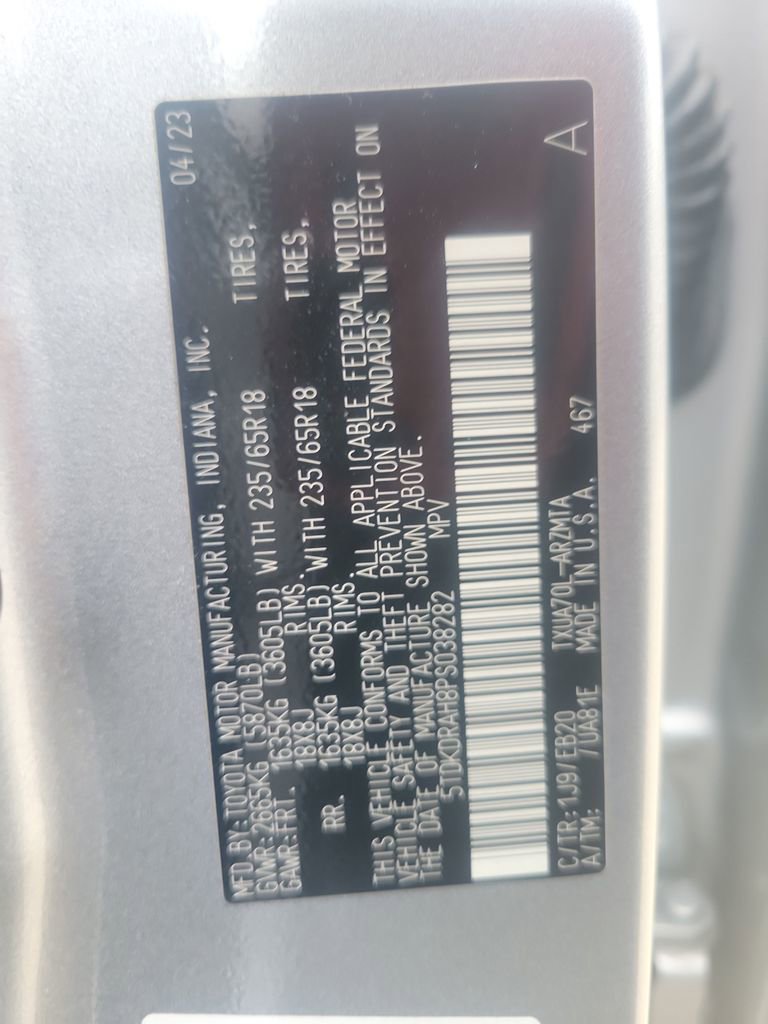 MFD. BY: TOYOTA MOTOR MANUFACTURING, INDIANA, INC. 04/23
GVWR: 2665KG (5870LB)
GAWR: FRT. 1635KG (3605LB) WITH 235/65R18 TIRES,
18X8J RIMS.
RR. 1635KG (3605LB) WITH 235/65R18 TIRES,
18X8J RIMS.
THIS VEHICLE CONFORMS TO ALL APPLICABLE FEDERAL MOTOR
VEHICLE SAFETY AND THEFT PREVENTION STANDARDS IN EFFECT ON
THE DATE OF MANUFACTURE SHOWN ABOVE.
5TDKDRAH8PS038282 MPV
C/TR: 1J9/EB20 TXUA70L-ARZM1A 467
A/TM: 7UA81E MADE IN U.S.A. A